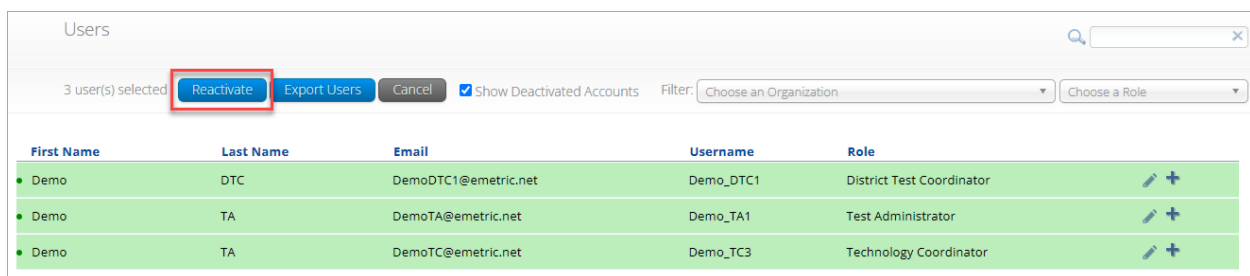 Users
3 user(s) selected Reactivate Export Users Cancel Show Deactivated Accounts Filter: Choose an Organization Choose a Role
First Name Last Name Email Username Role
Demo DTC DemoDTC1@emetric.net Demo_DTC1 District Test Coordinator
Demo TA DemoTA@emetric.net Demo_TA1 Test Administrator
Demo TA DemoTC@emetric.net Demo_TC3 Technology Coordinator